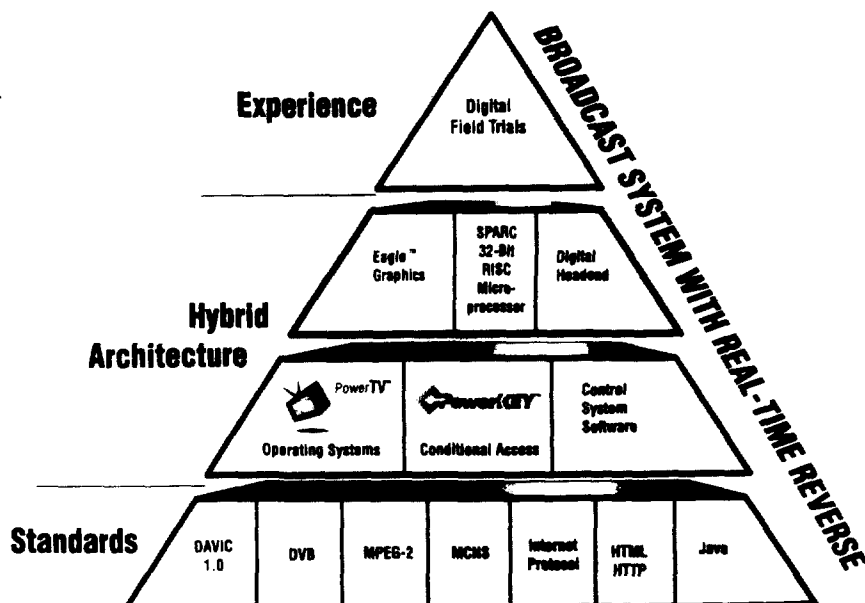 Experience
Digital
Field Trials
BROADCAST SYSTEM WITH REAL-TIME REVERSE
Hybrid
Architecture
Eagle™
Graphics
SPARC
32-Bit
RISC
Micro-
processor
Digital
Headend
PowerTV™
Operating Systems
PowerKEY™
Conditional Access
Control
System
Software
Standards
DAVIC
1.0
DVB
MPEG-2
MCNS
Internet
Protocol
HTML
HTTP
Java